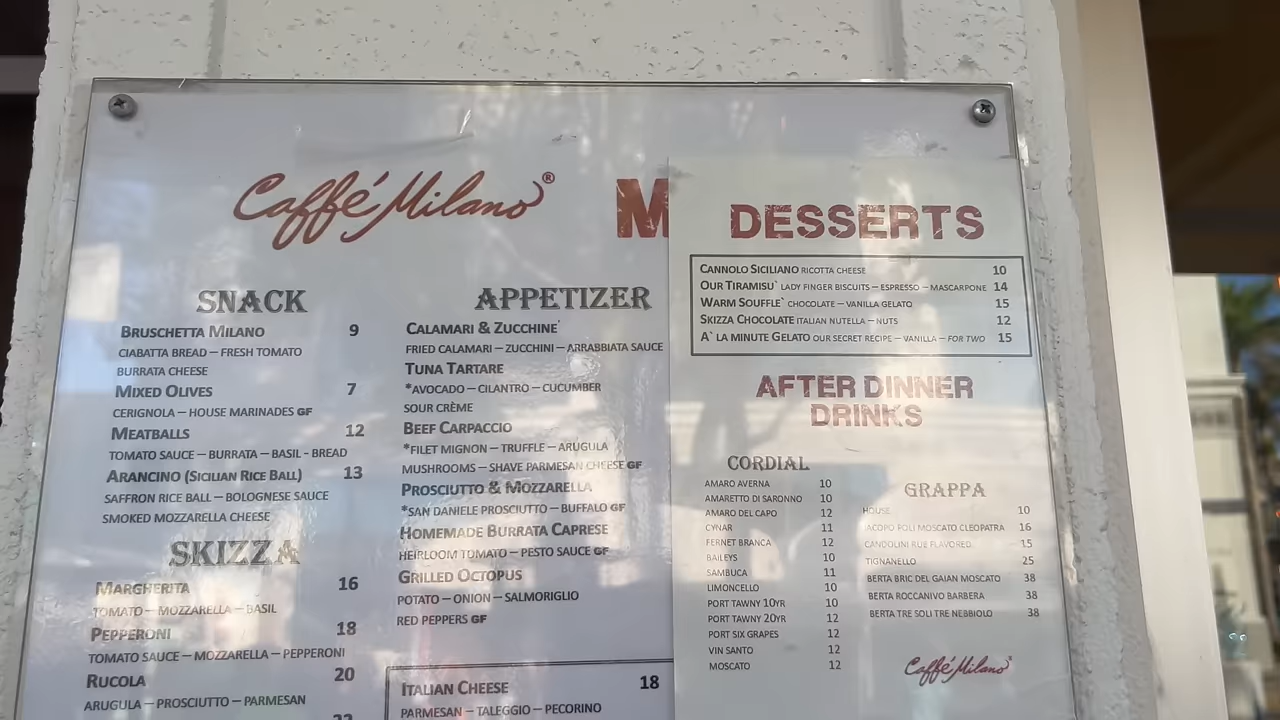 Caffé Milano®
M
SNACK
BRUSCHETTA MILANO 9
CIABATTA BREAD – FRESH TOMATO
BURRATA CHEESE
MIXED OLIVES 7
CERIGNOLA – HOUSE MARINADES GF
MEATBALLS 12
TOMATO SAUCE – BURRATA – BASIL - BREAD
ARANCINO (SICILIAN RICE BALL) 13
SAFFRON RICE BALL – BOLOGNESE SAUCE
SMOKED MOZZARELLA CHEESE
SKIZZA
MARGHERITA 16
TOMATO – MOZZARELLA – BASIL
PEPPERONI 18
TOMATO SAUCE – MOZZARELLA – PEPPERONI
RUCOLA 20
ARUGULA – PROSCIUTTO – PARMESAN
APPETIZER
CALAMARI & ZUCCHINE'
FRIED CALAMARI – ZUCCHINI – ARRABBIATA SAUCE
TUNA TARTARE
*AVOCADO – CILANTRO – CUCUMBER
SOUR CRÈME
BEEF CARPACCIO
*FILET MIGNON – TRUFFLE – ARUGULA
MUSHROOMS – SHAVE PARMESAN CHEESE GF
PROSCIUTTO & MOZZARELLA
*SAN DANIELE PROSCIUTTO – BUFFALO GF
HOMEMADE BURRATA CAPRESE
HEIRLOOM TOMATO – PESTO SAUCE GF
GRILLED OCTOPUS
POTATO – ONION – SALMORIGLIO
RED PEPPERS GF
ITALIAN CHEESE 18
PARMESAN – TALEGGIO – PECORINO
DESSERTS
CANNOLO SICILIANO RICOTTA CHEESE 10
OUR TIRAMISU` LADY FINGER BISCUITS – ESPRESSO – MASCARPONE 14
WARM SOUFFLE` CHOCOLATE – VANILLA GELATO 15
SKIZZA CHOCOLATE ITALIAN NUTELLA – NUTS 12
A` LA MINUTE GELATO OUR SECRET RECIPE – VANILLA – FOR TWO 15
AFTER DINNER
DRINKS
CORDIAL
AMARO AVERNA 10
AMARETTO DI SARONNO 10
AMARO DEL CAPO 12
CYNAR 11
FERNET BRANCA 12
BAILEYS 10
SAMBUCA 11
LIMONCELLO 10
PORT TAWNY 10YR 10
PORT TAWNY 20YR 12
PORT SIX GRAPES 12
VIN SANTO 12
MOSCATO 12
GRAPPA
HOUSE 10
JACOPO POLI MOSCATO CLEOPATRA 16
CANDOLINI RUE FLAVORED 15
TIGNANELLO 25
BERTA BRIC DEL GAIAN MOSCATO 38
BERTA ROCCANIVO BARBERA 38
BERTA TRE SOLI TRE NEBBIOLO 38
Caffé Milano®